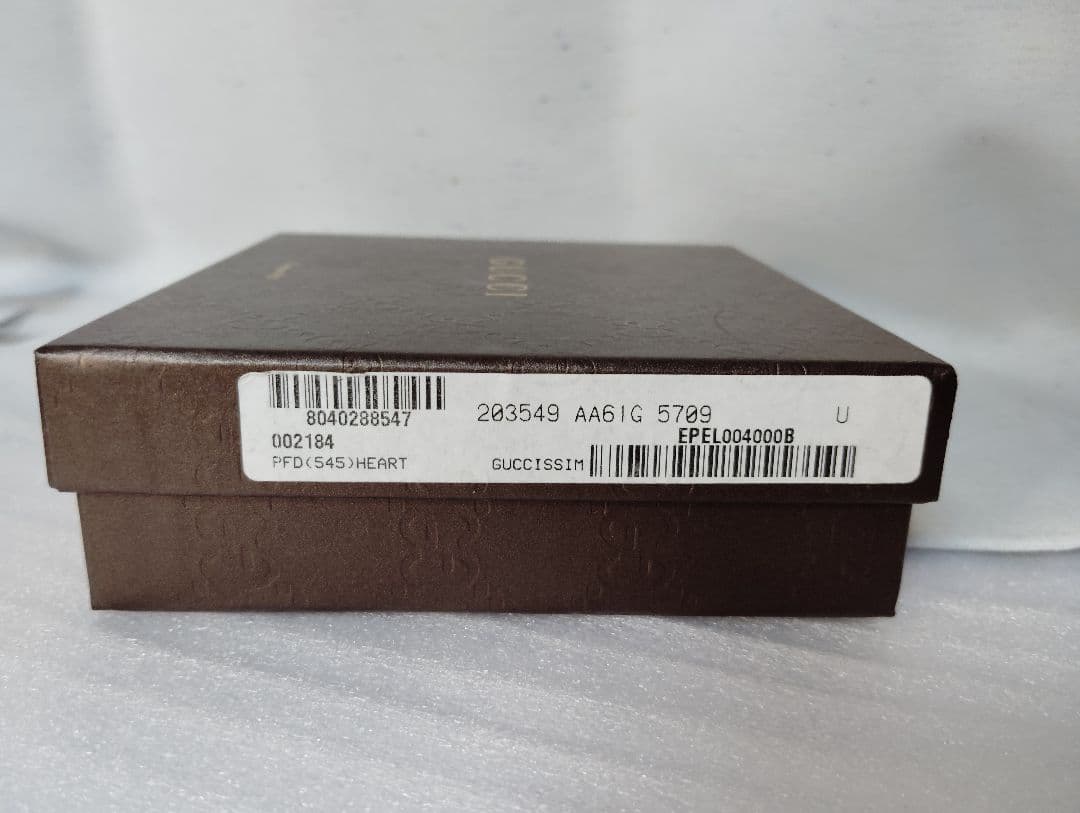 GUCCI
8040288547
203549 AA61G 5709 U
002184
EPEL004000B
PFD(545)HEART
GUCCISSIM